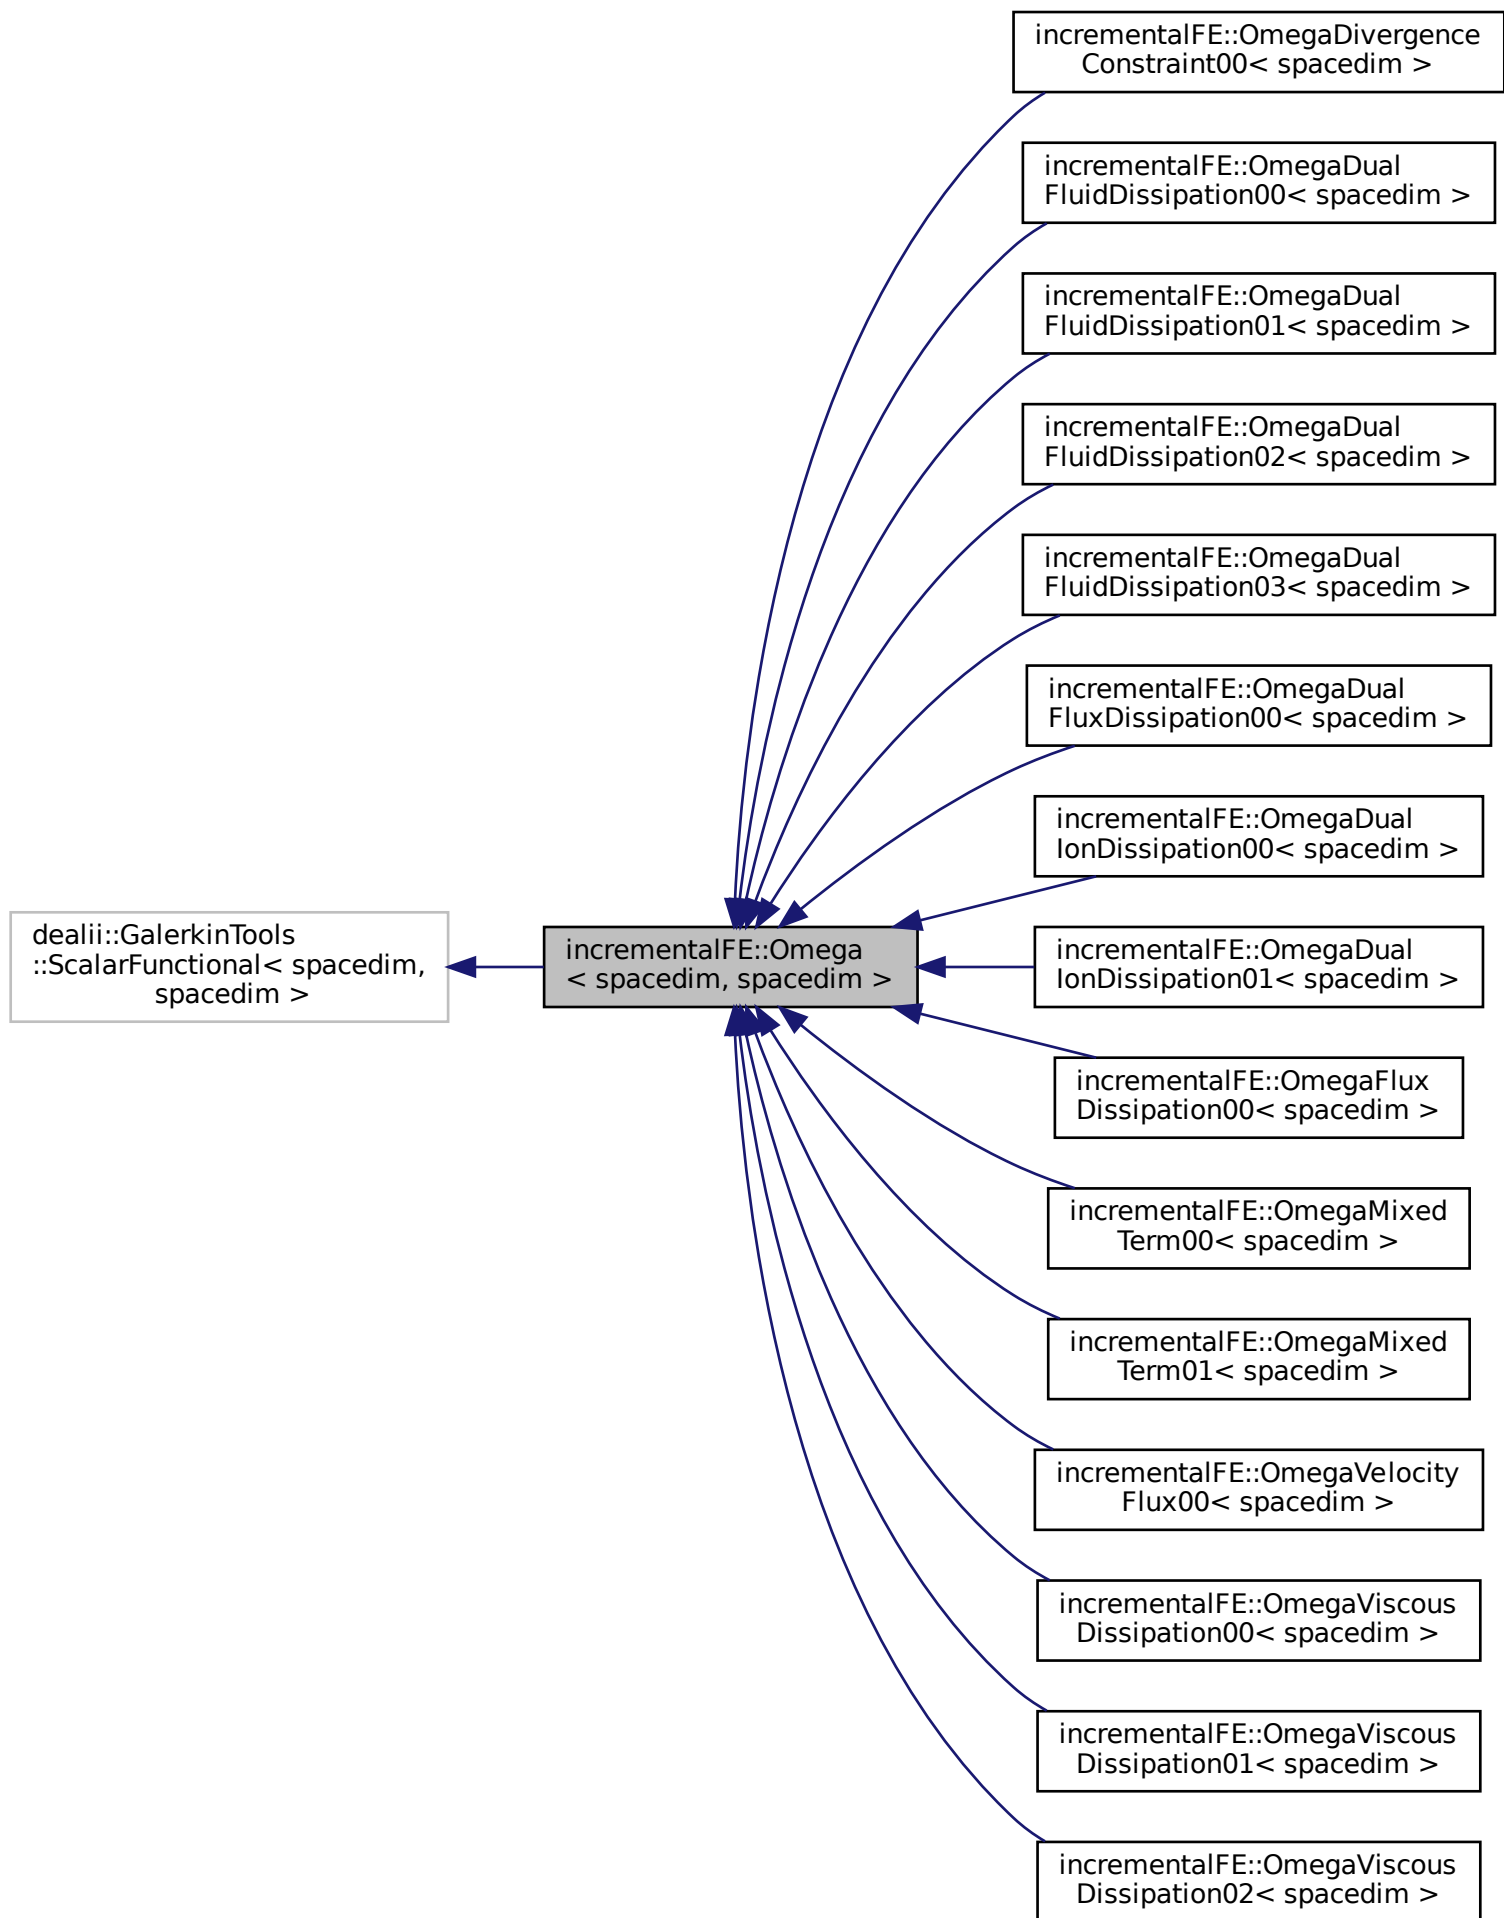 incrementalFE::OmegaDivergence
Constraint00< spacedim >
incrementalFE::OmegaDual
FluidDissipation00< spacedim >
incrementalFE::OmegaDual
FluidDissipation01< spacedim >
incrementalFE::OmegaDual
FluidDissipation02< spacedim >
incrementalFE::OmegaDual
FluidDissipation03< spacedim >
incrementalFE::OmegaDual
FluxDissipation00< spacedim >
incrementalFE::OmegaDual
IonDissipation00< spacedim >
dealii::GalerkinTools
::ScalarFunctional< spacedim,
spacedim >
incrementalFE::Omega
< spacedim, spacedim >
incrementalFE::OmegaDual
IonDissipation01< spacedim >
incrementalFE::OmegaFlux
Dissipation00< spacedim >
incrementalFE::OmegaMixed
Term00< spacedim >
incrementalFE::OmegaMixed
Term01< spacedim >
incrementalFE::OmegaVelocity
Flux00< spacedim >
incrementalFE::OmegaViscous
Dissipation00< spacedim >
incrementalFE::OmegaViscous
Dissipation01< spacedim >
incrementalFE::OmegaViscous
Dissipation02< spacedim >